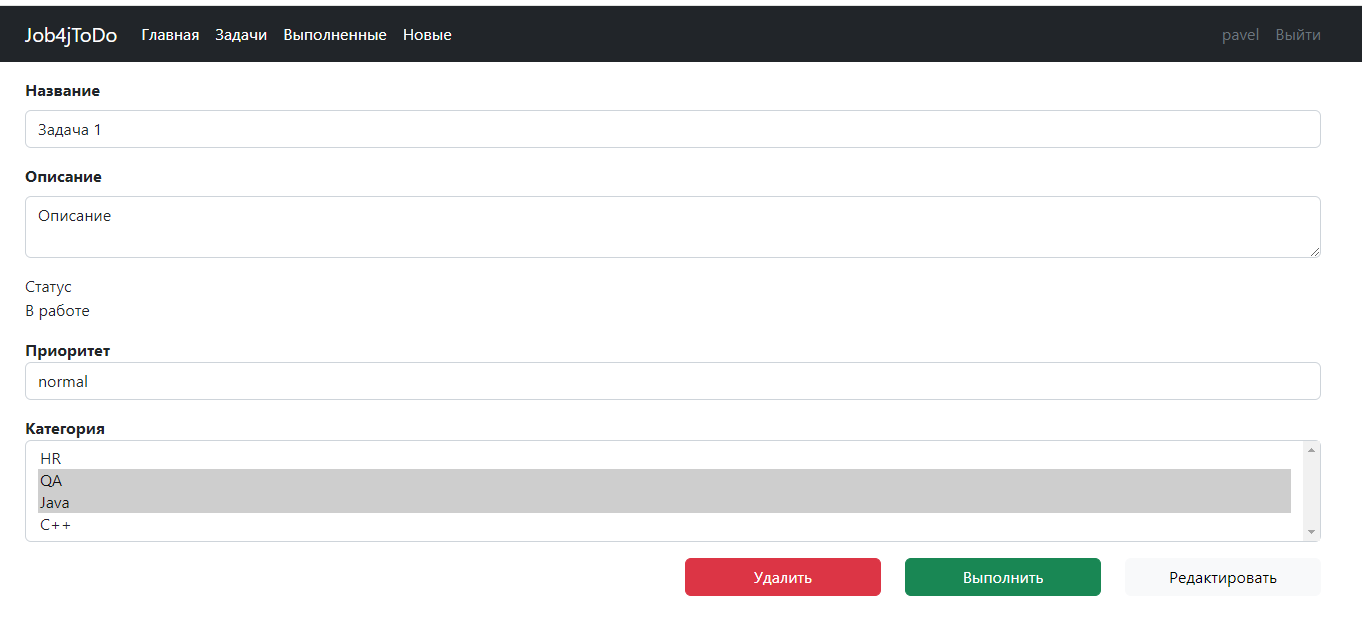 Job4jToDo Главная Задачи Выполненные Новые pavel Выйти
Название
Задача 1
Описание
Описание
Статус
В работе
Приоритет
normal
Категория
HR
QA
Java
C++
Удалить Выполнить Редактировать